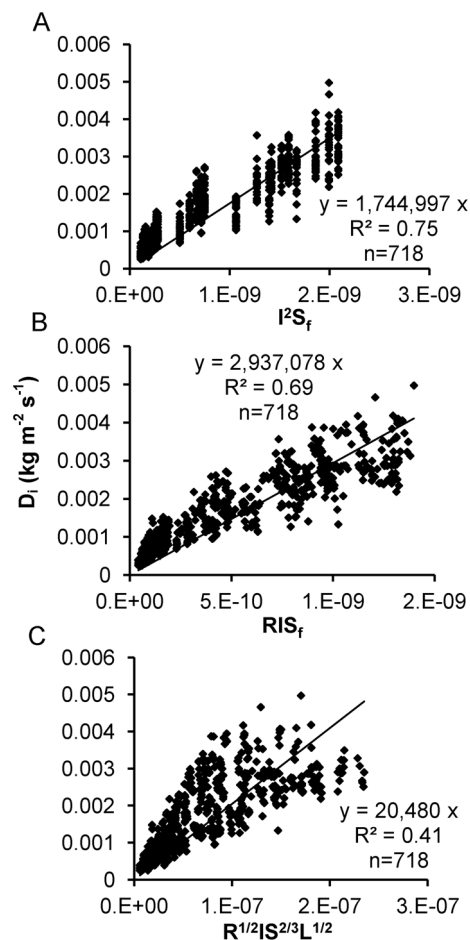 A
0.006
0.005
0.004
0.003
0.002
0.001
0
y = 1,744,997 x
R² = 0.75
n=718
0.E+00 1.E-09 2.E-09 3.E-09
I²S_f
B
0.006
0.005
0.004
0.003
0.002
0.001
0
y = 2,937,078 x
R² = 0.69
n=718
D_i (kg m⁻² s⁻¹)
0.E+00 5.E-10 1.E-09 2.E-09
RIS_f
C
0.006
0.005
0.004
0.003
0.002
0.001
0
y = 20,480 x
R² = 0.41
n=718
0.E+00 1.E-07 2.E-07 3.E-07
R^1/2IS^2/3L^1/2